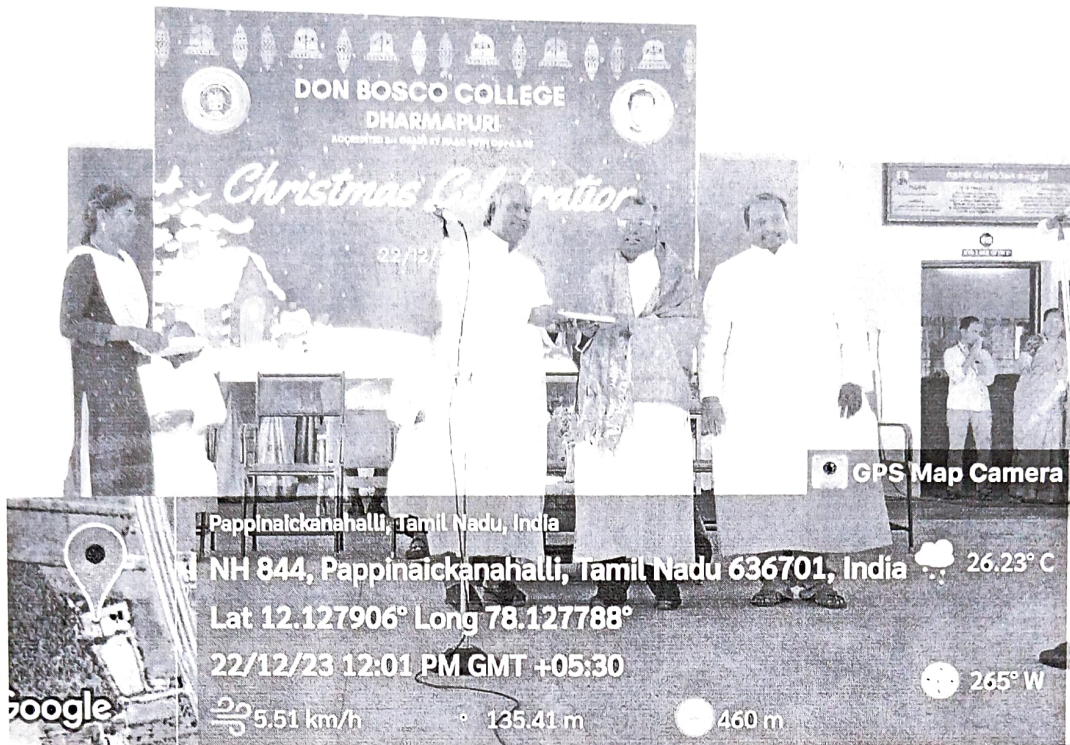 DON BOSCO COLLEGE
DHARMAPURI
Christmas
22/12/
GPS Map Camera
Pappinaickanahalli, Tamil Nadu, India
NH 844, Pappinaickanahalli, Tamil Nadu 636701, India
26.23° C
Lat 12.127906° Long 78.127788°
22/12/23 12:01 PM GMT +05:30
265° W
Google
5.51 km/h
135.41 m
460 m